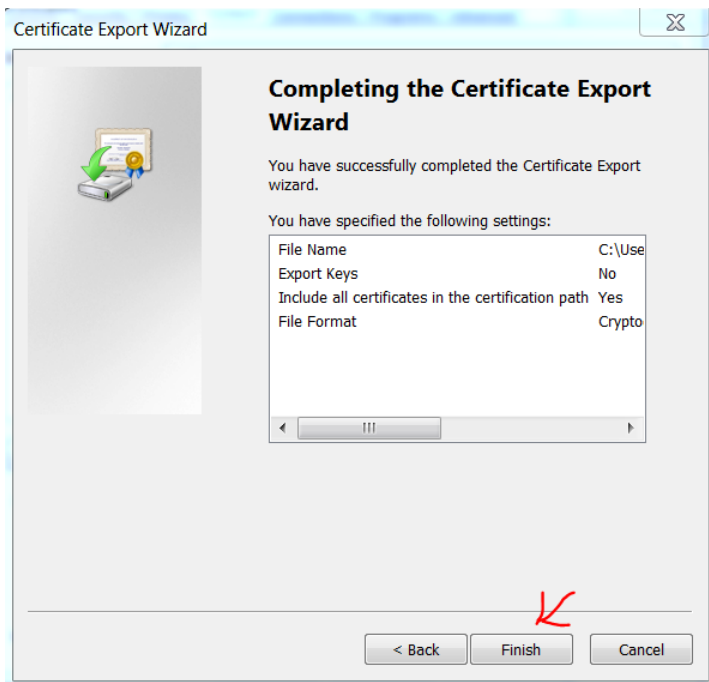 Certificate Export Wizard
Completing the Certificate Export
Wizard
You have successfully completed the Certificate Export
wizard.
You have specified the following settings:
File Name C:\Use
Export Keys No
Include all certificates in the certification path Yes
File Format Crypto
< Back Finish Cancel